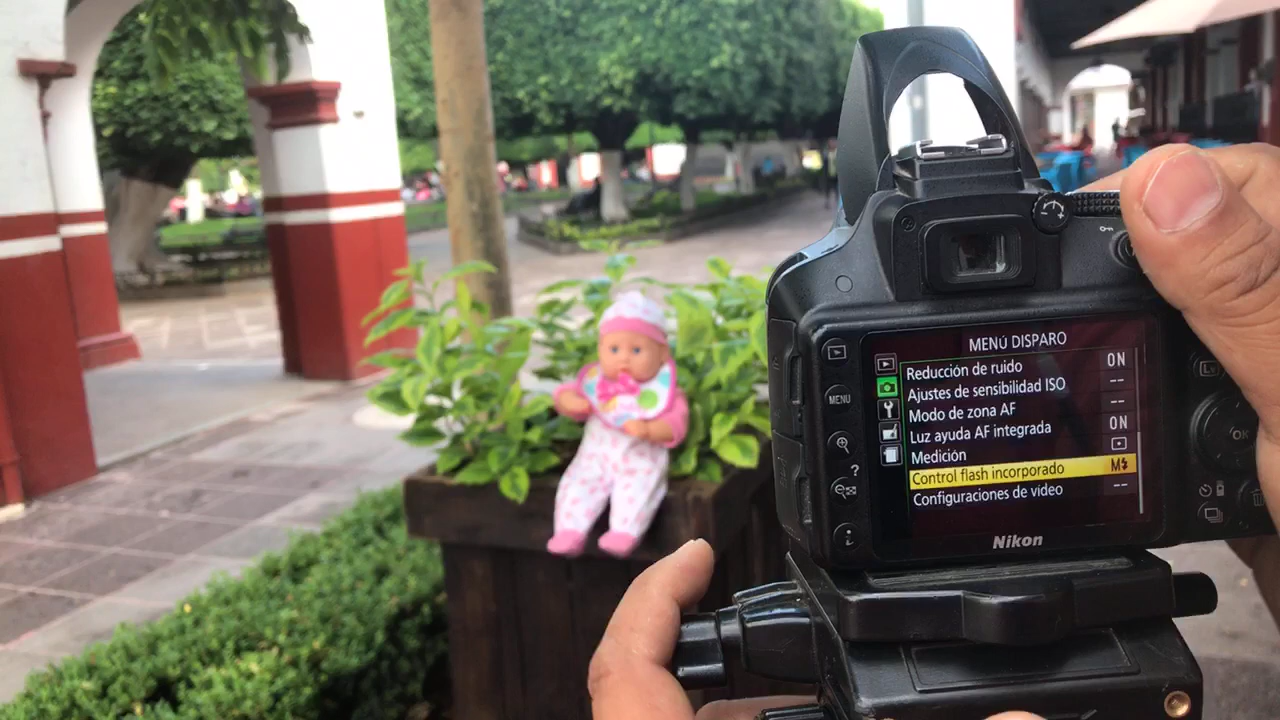 MENÚ DISPARO
Reducción de ruido ON
Ajustes de sensibilidad ISO --
Modo de zona AF --
Luz ayuda AF integrada ON
Medición
Control flash incorporado M
Configuraciones de video --
MENU
?
i
Lv
OK
Nikon